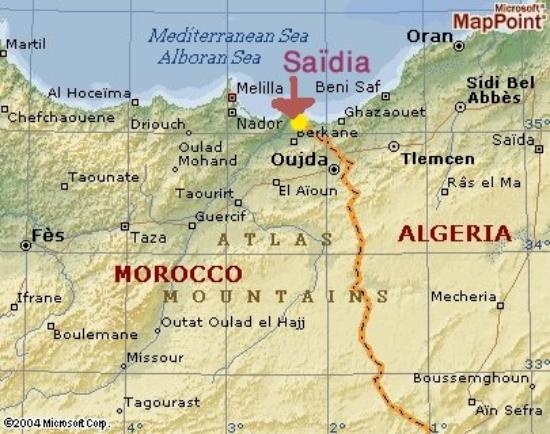 Microsoft®
MapPoint®
Mediterranean Sea
Alboran Sea
Oran
Martil
Saïdia
Melilla
Beni Saf
Sidi Bel
Abbès
Al Hoceïma
Chefchaouene
Driouch
Nador
Ghazaouet
35°
Berkane
Oulad
Mohand
Oujda
Tlemcen
Saïda
Taounate
Taourirt
El Aïoun
Râs el Ma
Guercif
Fès
Taza
ATLAS
ALGERIA
34°
MOROCCO
MOUNTAINS
Ifrane
Mecheria
Boulemane
Outat Oulad el Hajj
Missour
33°
Boussemghoun
Tagourast
Aïn Sefra
©2004 Microsoft Corp.
4°
3°
2°
1°